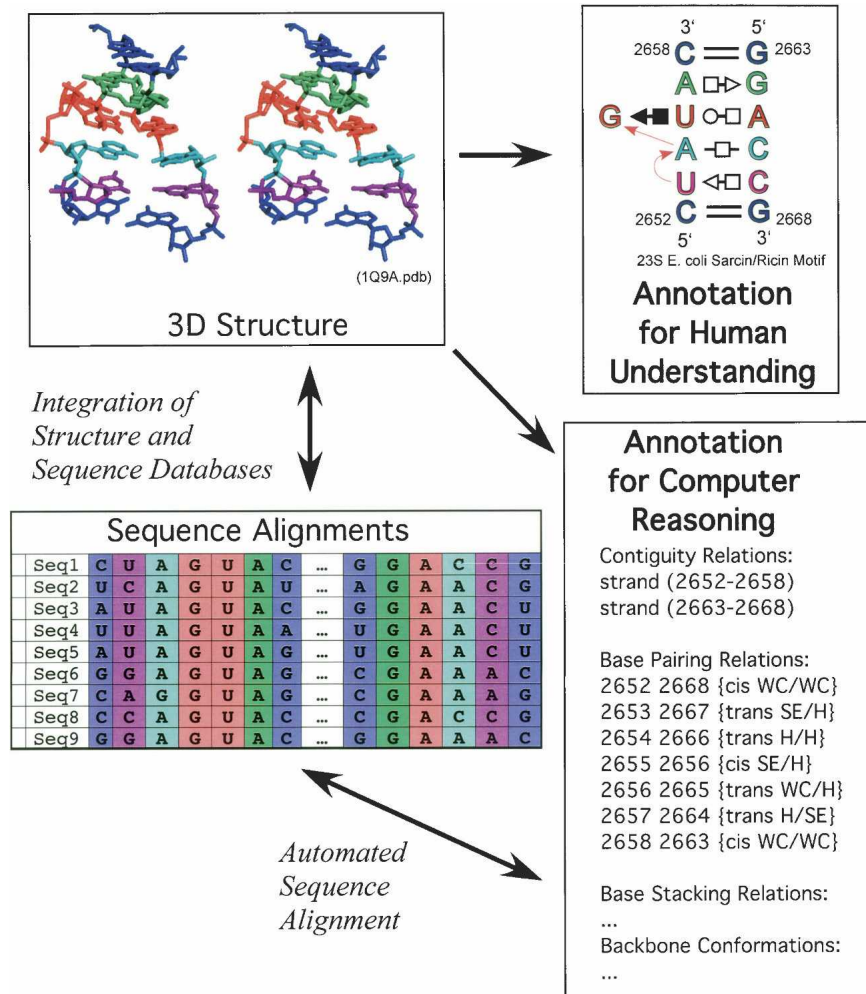 (1Q9A.pdb)
3D Structure
3‘ 5‘
2658 C G 2663
A G
G U A
A C
U C
2652 C G 2668
5‘ 3‘
23S E. coli Sarcin/Ricin Motif
Annotation
for Human
Understanding
Integration of
Structure and
Sequence Databases
Sequence Alignments
Seq1 C U A G U A C ... G G A C C G
Seq2 U C A G U A U ... A G A A C G
Seq3 A U A G U A C ... G G A A C U
Seq4 U U A G U A A ... U G A A C U
Seq5 A U A G U A G ... U G A A C U
Seq6 G G A G U A C ... G G A A A C
Seq7 C A G G U A C ... C G A A A G
Seq8 C C A G U A C ... C G A C C G
Seq9 G G A G U A C ... G G A A A C
Automated
Sequence
Alignment
Annotation
for Computer
Reasoning
Contiguity Relations:
strand (2652-2658)
strand (2663-2668)
Base Pairing Relations:
2652 2668 {cis WC/WC}
2653 2667 {trans SE/H}
2654 2666 {trans H/H}
2655 2656 {cis SE/H}
2656 2665 {trans WC/H}
2657 2664 {trans H/SE}
2658 2663 {cis WC/WC}
Base Stacking Relations:
...
Backbone Conformations:
...